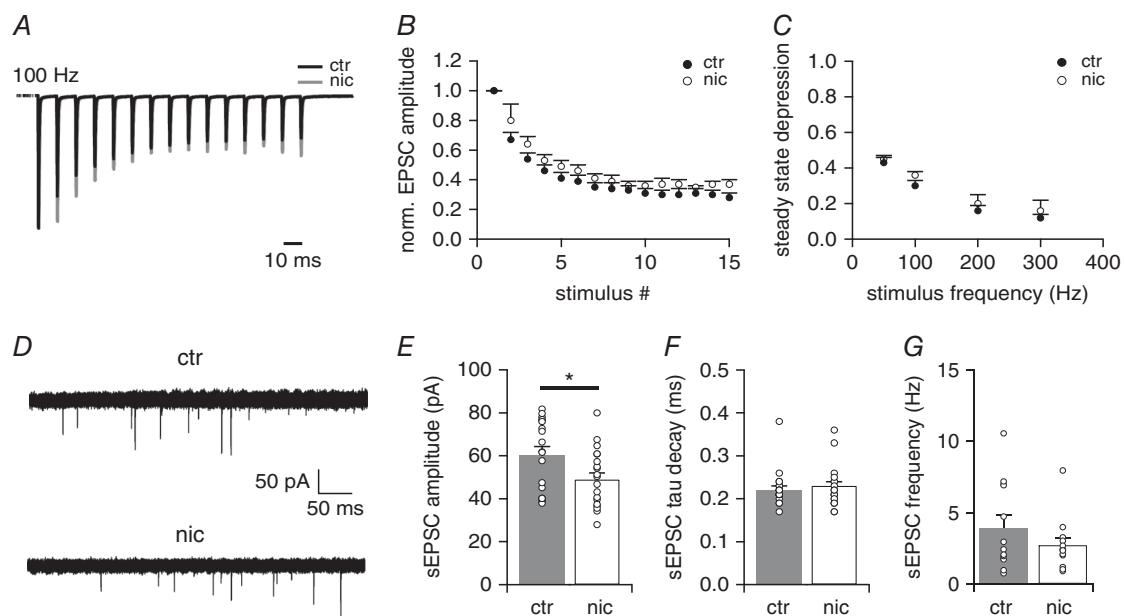 A
100 Hz
ctr
nic
10 ms
B
norm. EPSC amplitude
1.2
1.0
0.8
0.6
0.4
0.2
0.0
0
5
10
15
stimulus #
ctr
nic
C
steady state depression
1.0
0.8
0.6
0.4
0.2
0.0
0
100
200
300
400
stimulus frequency (Hz)
ctr
nic
D
ctr
50 pA
50 ms
nic
E
sEPSC amplitude (pA)
100
80
60
40
20
0
*
ctr
nic
F
sEPSC tau decay (ms)
0.5
0.4
0.3
0.2
0.1
0.0
ctr
nic
G
sEPSC frequency (Hz)
15
10
5
0
ctr
nic